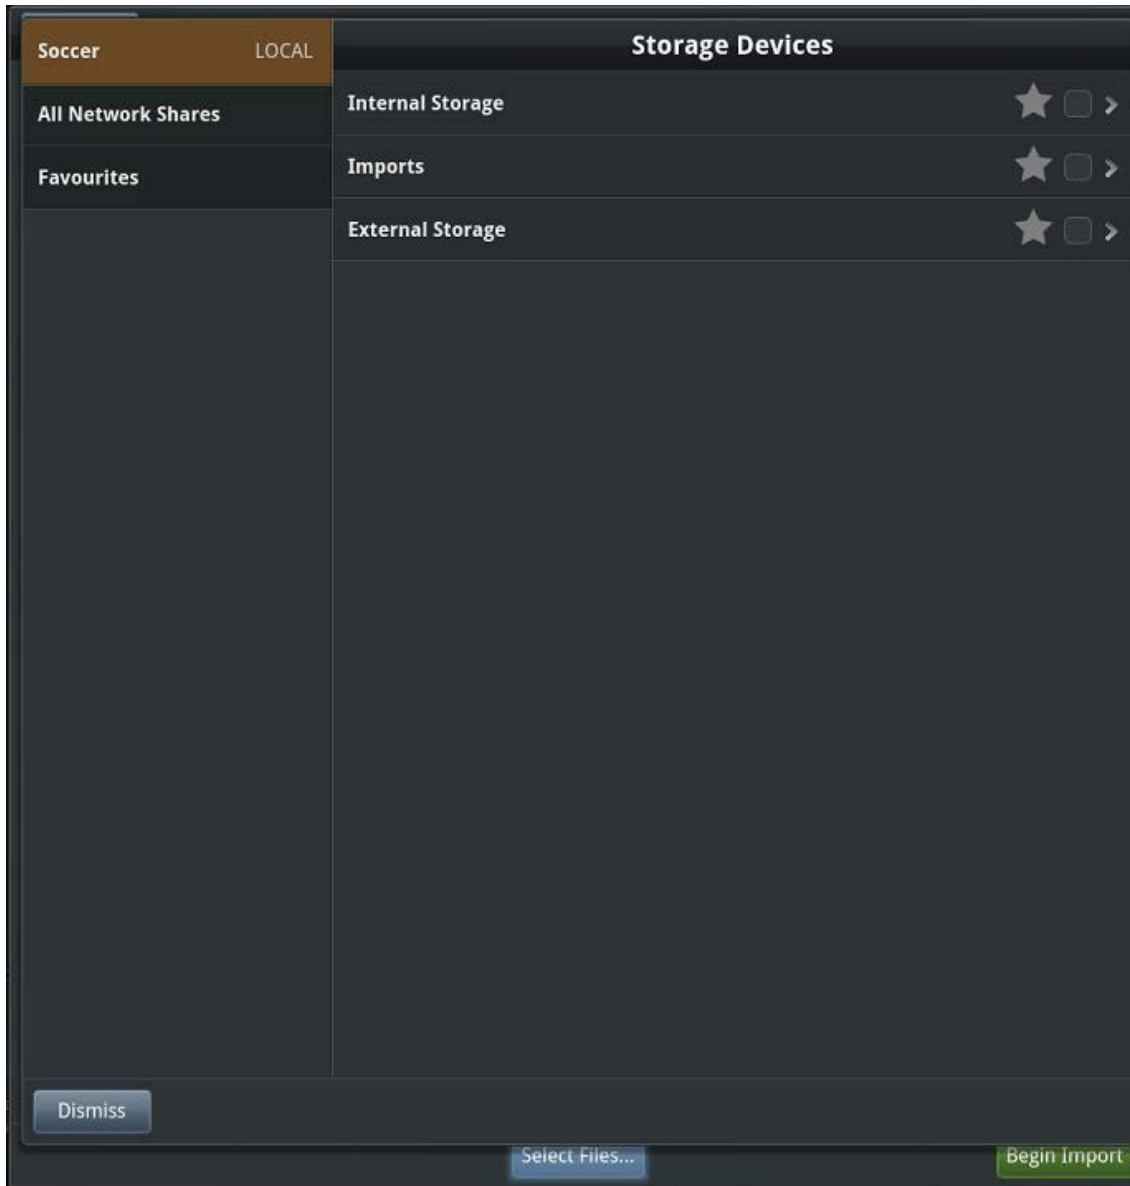 Soccer LOCAL
All Network Shares
Favourites
Storage Devices
Internal Storage
Imports
External Storage
Dismiss
Select Files...
Begin Import